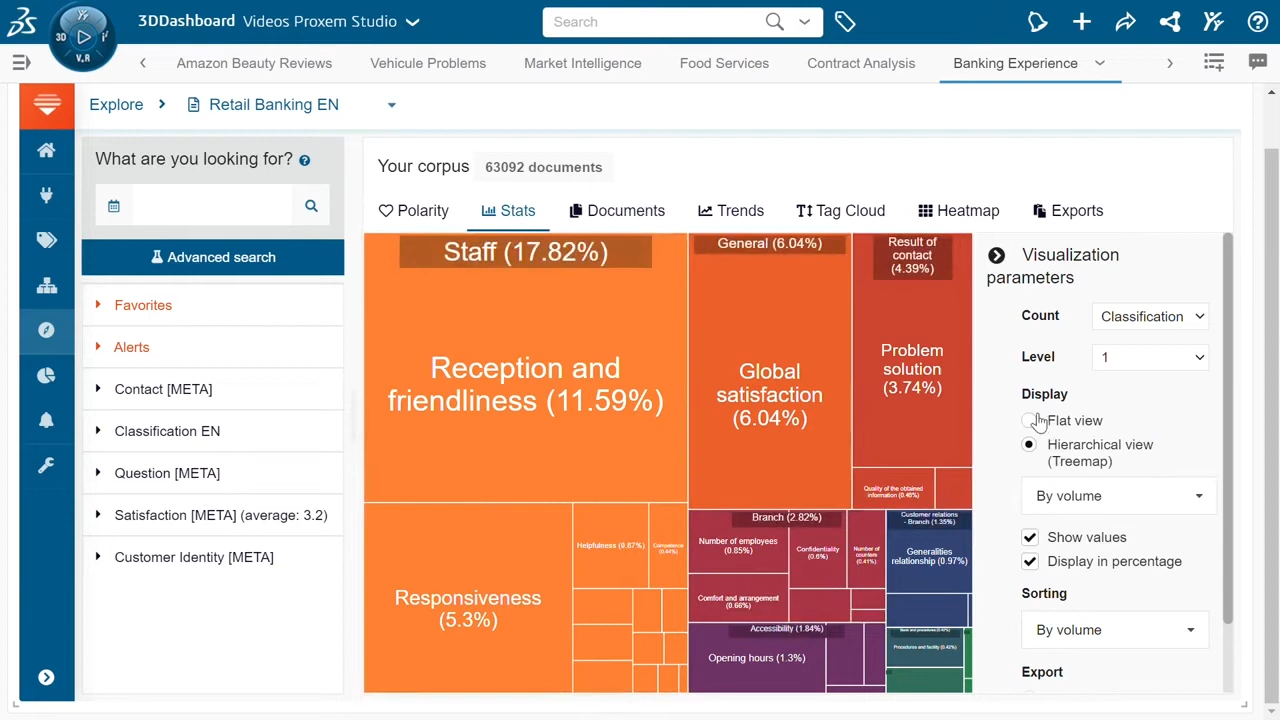 3DDashboard Videos Proxem Studio
Search
3D
V.R
Amazon Beauty Reviews
Vehicule Problems
Market Intelligence
Food Services
Contract Analysis
Banking Experience
Explore
Retail Banking EN
What are you looking for?
Advanced search
Favorites
Alerts
Contact [META]
Classification EN
Question [META]
Satisfaction [META] (average: 3.2)
Customer Identity [META]
Your corpus 63092 documents
Polarity
Stats
Documents
Trends
Tag Cloud
Heatmap
Exports
Staff (17.82%)
Reception and
friendliness (11.59%)
Responsiveness
(5.3%)
Helpfulness (0.87%)
General (6.04%)
Global
satisfaction
(6.04%)
Result of
contact
(4.39%)
Problem
solution
(3.74%)
Quality of the obtained
Branch (2.82%)
Number of employees
(0.85%)
Confidentiality
(0.6%)
Number of
counters
(0.41%)
Comfort and arrangement
(0.66%)
Customer relations
- Branch (1.35%)
Generalities
relationship (0.97%)
Accessibility (1.84%)
Opening hours (1.3%)
Procedures and facility (0.42%)
Visualization
parameters
Count
Classification
Level
1
Display
Flat view
Hierarchical view
(Treemap)
By volume
Show values
Display in percentage
Sorting
By volume
Export